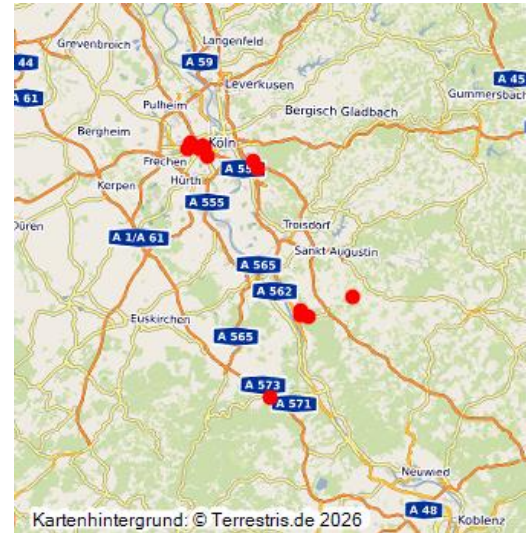 Grevenbroich
Langenfeld
44
A 59
A 45
A 61
Leverkusen
Gummersbach
Pulheim
Bergisch Gladbach
Bergheim
Köln
Frechen
Hürth
Kerpen
A 555
Düren
Troisdorf
A 1/A 61
Sankt Augustin
A 565
A 562
Euskirchen
A 565
A 573
A 571
Neuwied
A 48
Koblenz
Kartenhintergrund: © Terrestris.de 2026